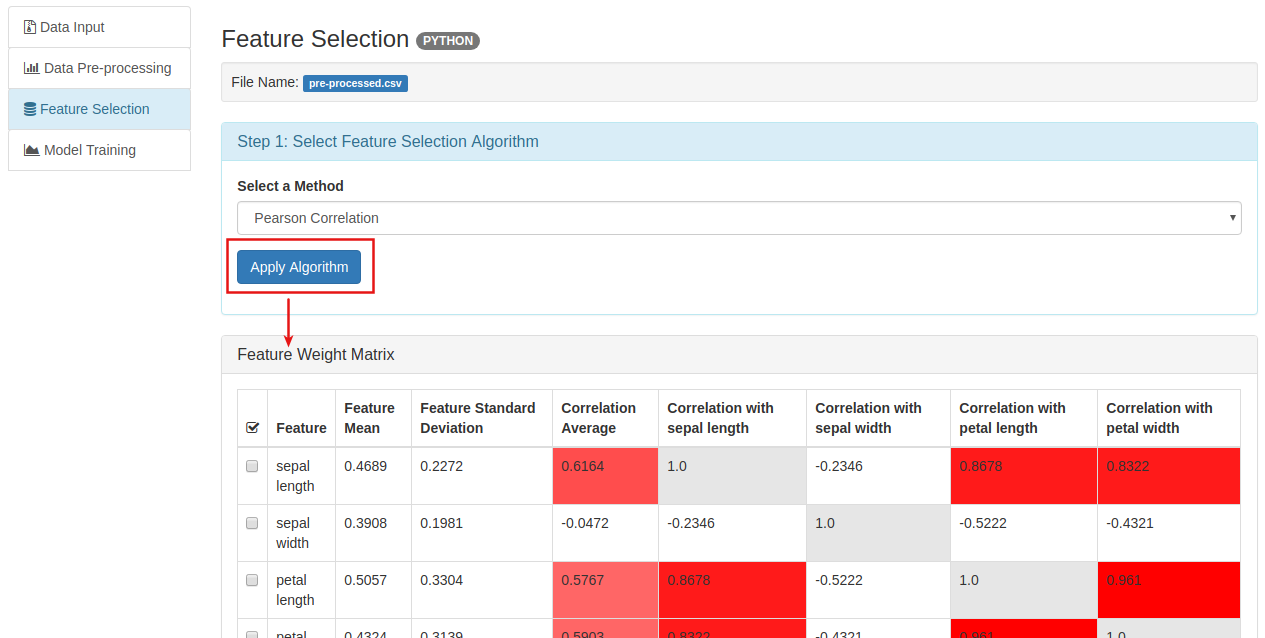 Data Input
Data Pre-processing
Feature Selection
Model Training
Feature Selection PYTHON
File Name: pre-processed.csv
Step 1: Select Feature Selection Algorithm
Select a Method
Pearson Correlation
Apply Algorithm
Feature Weight Matrix
Feature Feature Mean Feature Standard Deviation Correlation Average Correlation with sepal length Correlation with sepal width Correlation with petal length Correlation with petal width
sepal length 0.4689 0.2272 0.6164 1.0 -0.2346 0.8678 0.8322
sepal width 0.3908 0.1981 -0.0472 -0.2346 1.0 -0.5222 -0.4321
petal length 0.5057 0.3304 0.5767 0.8678 -0.5222 1.0 0.961
petal 0.4324 0.3139 0.5903 0.8322 -0.4321 0.961 1.0